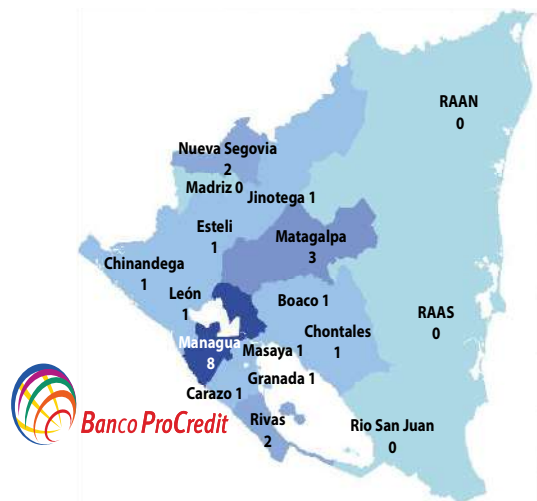 RAAN
0
Nueva Segovia
2
Madriz 0
Jinotega 1
Esteli
1
Matagalpa
3
Chinandega
1
León
1
Boaco 1
RAAS
0
Chontales
1
Managua
8
Masaya 1
Granada 1
Carazo 1
Banco ProCredit
Rivas
2
Rio San Juan
0